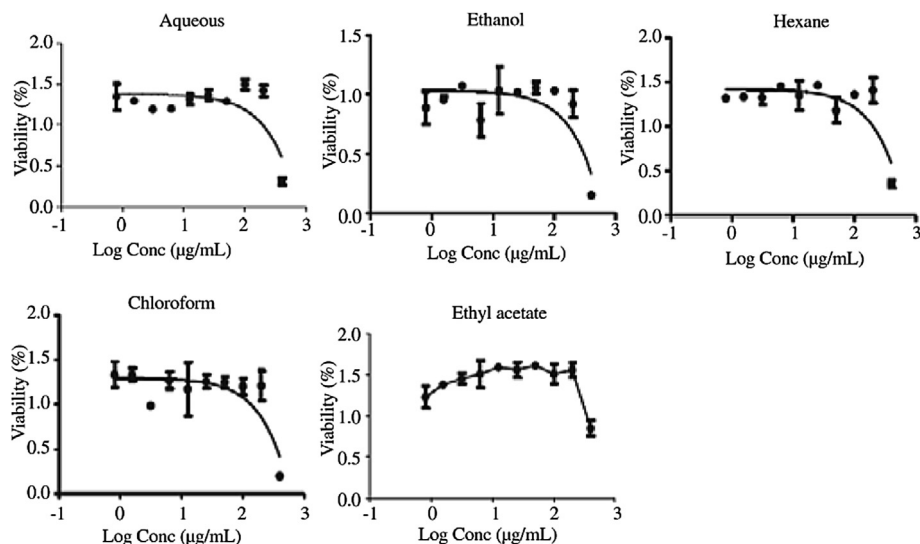 Aqueous
2.0
1.5
1.0
0.5
0.0
Viability (%)
-1 0 1 2 3
Log Conc (µg/mL)
Ethanol
1.5
1.0
0.5
0.0
Viability (%)
-1 0 1 2 3
Log Conc (µg/mL)
Hexane
2.0
1.5
1.0
0.5
0.0
Viability (%)
-1 0 1 2 3
Log Conc (µg/mL)
Chloroform
2.0
1.5
1.0
0.5
0.0
Viability (%)
-1 0 1 2 3
Log Conc (µg/mL)
Ethyl acetate
2.0
1.5
1.0
0.5
0.0
Viability (%)
-1 0 1 2 3
Log Conc (µg/mL)